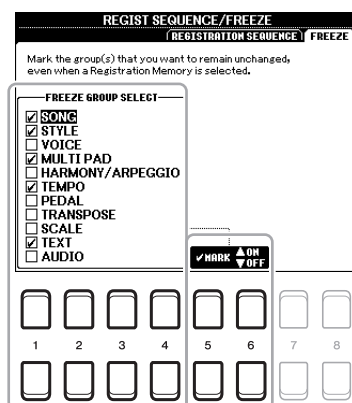 REGIST SEQUENCE/FREEZE
REGISTRATION SEQUENCE FREEZE
Mark the group(s) that you want to remain unchanged,
even when a Registration Memory is selected.
FREEZE GROUP SELECT
SONG
STYLE
VOICE
MULTI PAD
HARMONY/ARPEGGIO
TEMPO
PEDAL
TRANSPOSE
SCALE
TEXT
AUDIO
✓MARK ▲ON
▼OFF
1 2 3 4 5 6 7 8